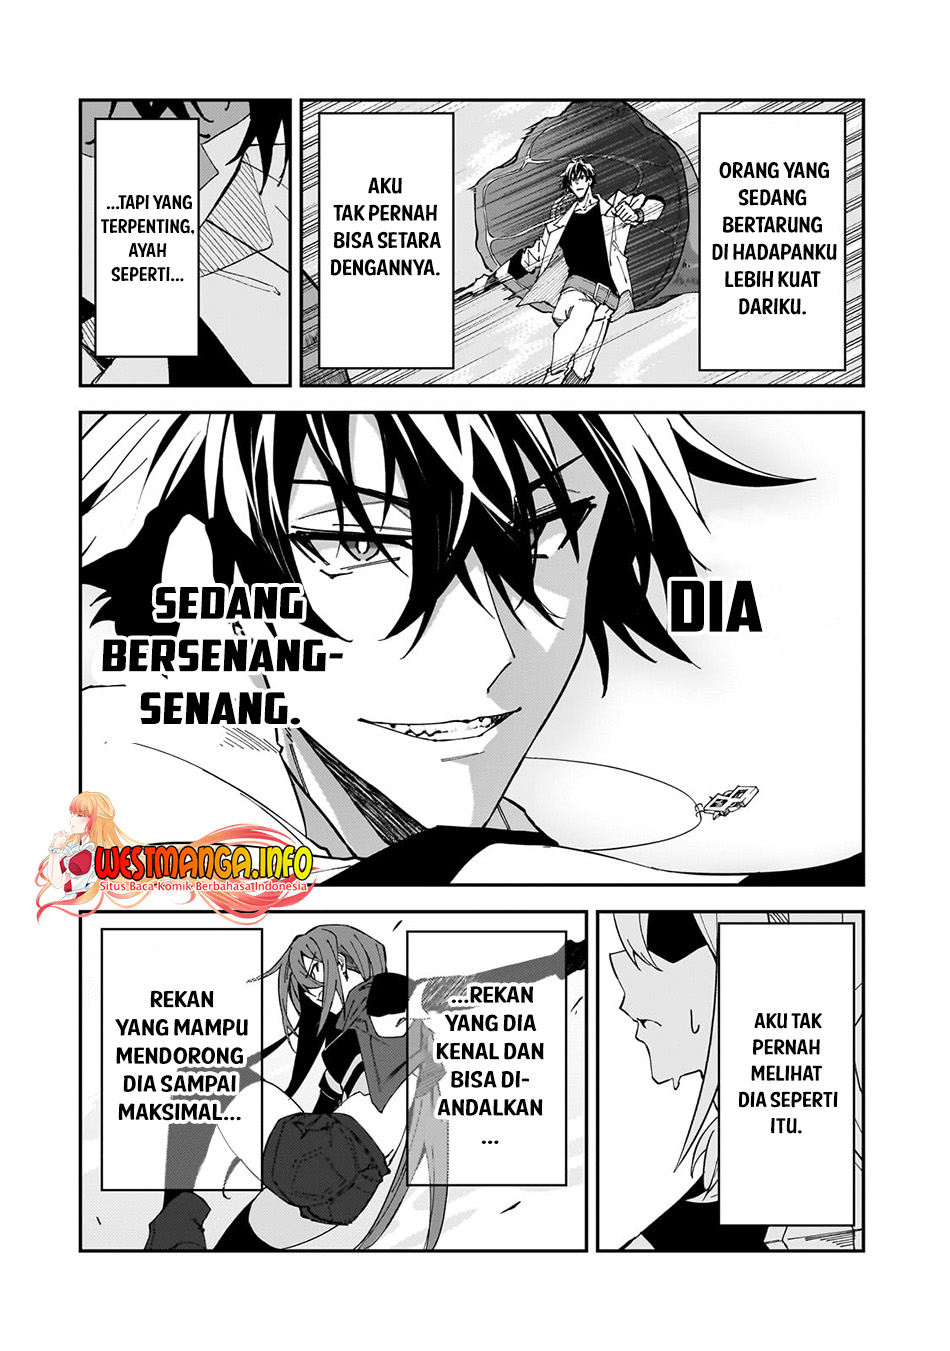 ORANG YANG
SEDANG
BERTARUNG
DI HADAPANKU
LEBIH KUAT
DARIKU.
AKU
TAK PERNAH
BISA SETARA
DENGANNYA.
...TAPI YANG
TERPENTING,
AYAH
SEPERTI...
DIA
SEDANG
BERSENANG-
SENANG.
WESTMANGA.INFO
Situs Baca Komik Berbahasa Indonesia
AKU TAK
PERNAH
MELIHAT
DIA SEPERTI
ITU.
...REKAN
YANG DIA
KENAL DAN
BISA DI-
ANDALKAN
...
REKAN
YANG MAMPU
MENDORONG
DIA SAMPAI
MAKSIMAL...